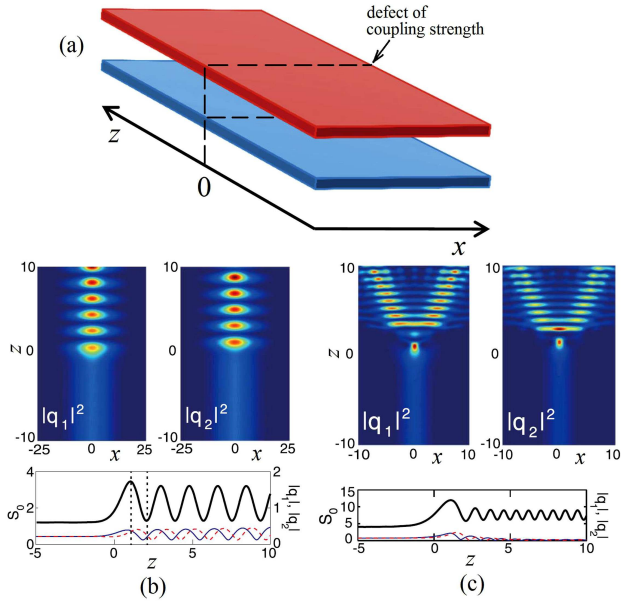 defect of
coupling strength
(a)
z
0
x
10
0
-10
z
|q₁|²
-25 0 x 25
|q₂|²
-25 0 x 25
10
0
-10
z
|q₁|²
-10 0 x 10
10
0
-10
|q₂|²
-10 0 x 10
4
2
0
S₀
2
1
0
|q₁|, |q₂|
-5 0 z 5 10
(b)
15
10
5
0
S₀
|q₁|, |q₂|
-5 0 z 5 10
(c)